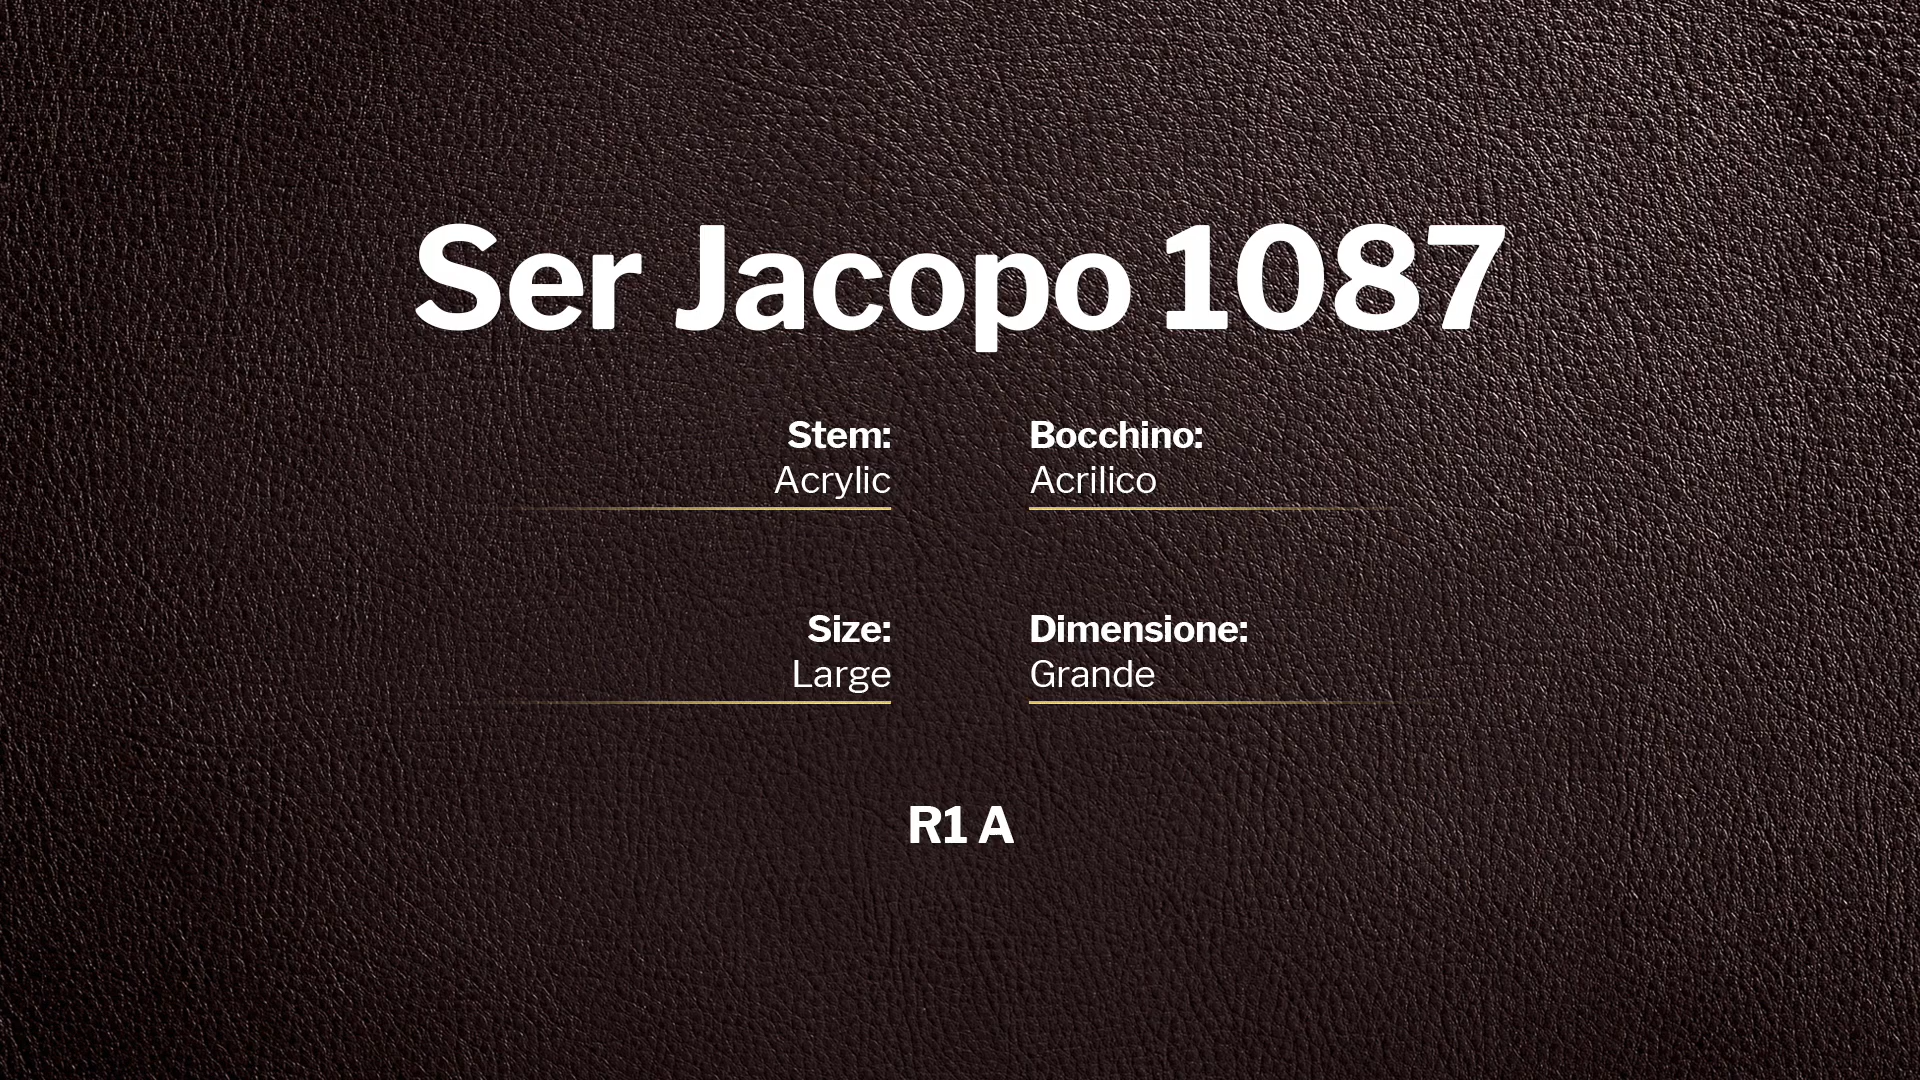 Ser Jacopo 1087
Stem:
Acrylic
Bocchino:
Acrilico
Size:
Large
Dimensione:
Grande
R1 A